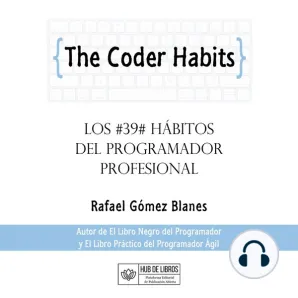 {The Coder Habits}
LOS #39# HÁBITOS
DEL PROGRAMADOR
PROFESIONAL
Rafael Gómez Blanes
Autor de El Libro Negro del Programador
y El Libro Práctico del Programador Ágil
HUB DE LIBROS